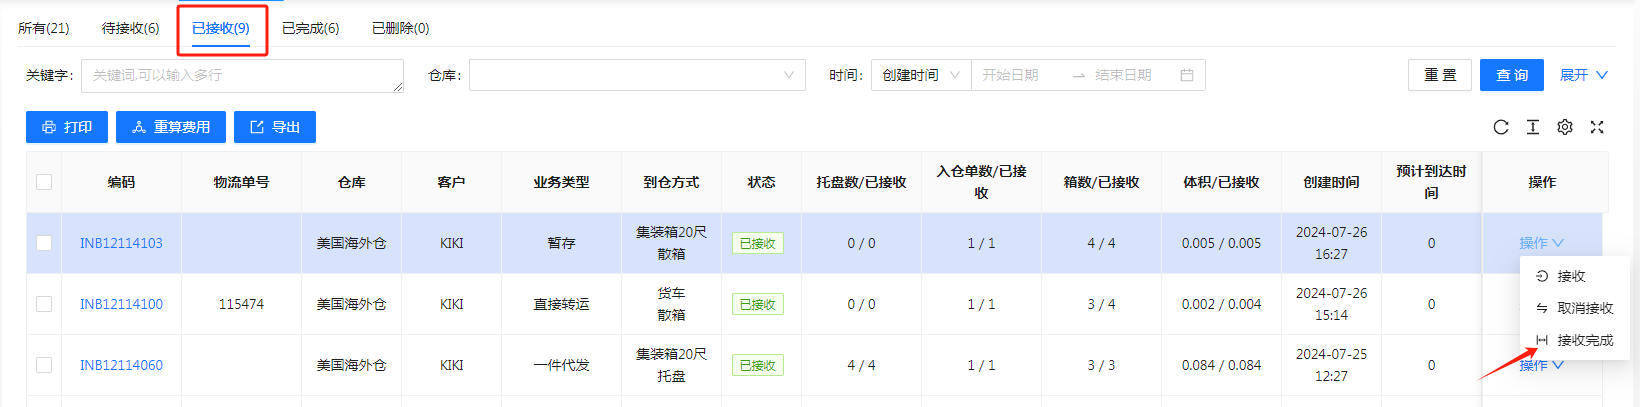 所有(21) 待接收(6) 已接收(9) 已完成(6) 已删除(0)
关键字: 关键词,可以输入多行 仓库: 时间: 创建时间 开始日期 → 结束日期 重置 查询 展开
打印 重算费用 导出
编码 物流单号 仓库 客户 业务类型 到仓方式 状态 托盘数/已接收 入仓单数/已接收 箱数/已接收 体积/已接收 创建时间 预计到达时间 操作
INB12114103 美国海外仓 KIKI 暂存 集装箱20尺 散箱 已接收 0 / 0 1 / 1 4 / 4 0.005 / 0.005 2024-07-26 16:27 0 操作
接收
取消接收
接收完成
INB12114100 115474 美国海外仓 KIKI 直接转运 货车 散箱 已接收 0 / 0 1 / 1 3 / 4 0.002 / 0.004 2024-07-26 15:14 0
INB12114060 美国海外仓 KIKI 一件代发 集装箱20尺 托盘 已接收 4 / 4 1 / 1 3 / 3 0.084 / 0.084 2024-07-25 12:27 0 操作